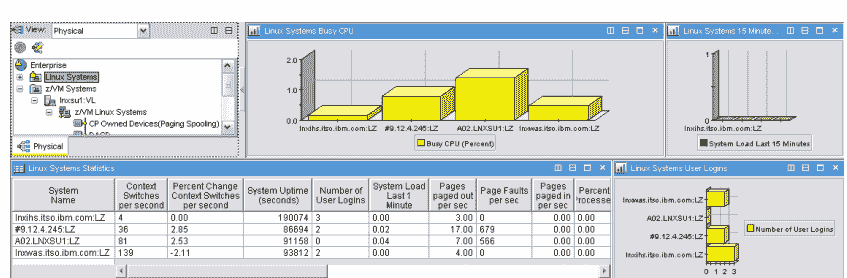 View: Physical
Enterprise
Linux Systems
z/VM Systems
lnxsu1:VL
z/VM Linux Systems
CP Owned Devices(Paging Spooling)
DASD
Physical
Linux Systems Busy CPU
2.0
1.0
0.0
lnxihs.itso.ibm.com:LZ #9.12.4.245:LZ A02.LNXSU1:LZ lnxwas.itso.ibm.com:LZ
Busy CPU (Percent)
Linux Systems 15 Minute...
1
0
lnxihs.itso.ibm.com:LZ
System Load Last 15 Minutes
Linux Systems Statistics
System Name Context Switches per second Percent Change Context Switches per second System Uptime (seconds) Number of User Logins System Load Last 1 Minute Pages paged out per sec Page Faults per sec Pages paged in per sec Percent
lnxihs.itso.ibm.com:LZ 4 0.00 190074 3 0.00 3.00 0 0.00 0.00
#9.12.4.245:LZ 36 2.85 86694 2 0.02 17.00 679 0.00 0.00
A02.LNXSU1:LZ 81 2.53 91158 0 0.04 7.00 566 0.00 0.00
lnxwas.itso.ibm.com:LZ 139 -2.11 93812 2 0.00 4.00 0 0.00 0.00
Linux Systems User Logins
lnxwas.itso.ibm.com:LZ
A02.LNXSU1:LZ
#9.12.4.245:LZ
lnxihs.itso.ibm.com:LZ
0 1 2 3
Number of User Logins